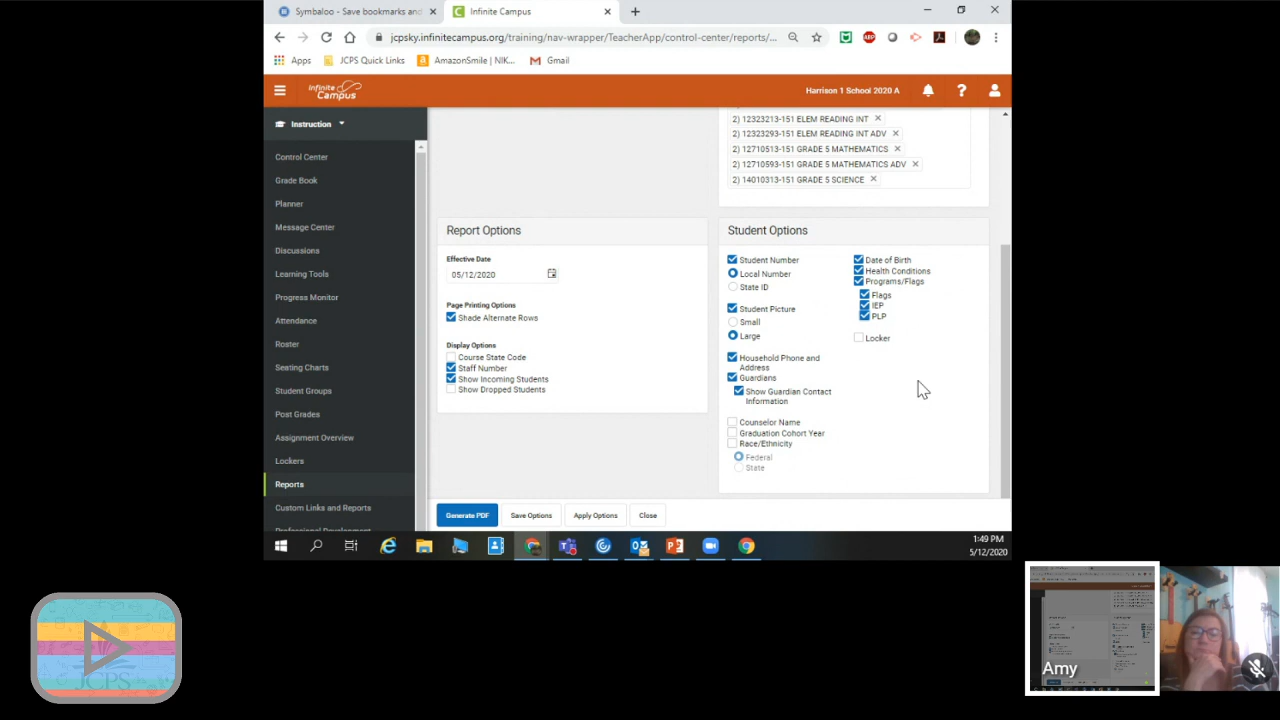 Symbaloo - Save bookmarks and
Infinite Campus
jcpsky.infinitecampus.org/training/nav-wrapper/TeacherApp/control-center/reports/...
Apps
JCPS Quick Links
AmazonSmile | NIK...
Gmail
Infinite Campus
Harrison 1 School 2020 A
Instruction
Control Center
Grade Book
Planner
Message Center
Discussions
Learning Tools
Progress Monitor
Attendance
Roster
Seating Charts
Student Groups
Post Grades
Assignment Overview
Lockers
Reports
Custom Links and Reports
Professional Development
2) 12323213-151 ELEM READING INT
2) 12323293-151 ELEM READING INT ADV
2) 12710513-151 GRADE 5 MATHEMATICS
2) 12710593-151 GRADE 5 MATHEMATICS ADV
2) 14010313-151 GRADE 5 SCIENCE
Report Options
Effective Date
05/12/2020
Page Printing Options
Shade Alternate Rows
Display Options
Course State Code
Staff Number
Show Incoming Students
Show Dropped Students
Student Options
Student Number
Local Number
State ID
Student Picture
Small
Large
Household Phone and
Address
Guardians
Show Guardian Contact
Information
Counselor Name
Graduation Cohort Year
Race/Ethnicity
Federal
State
Date of Birth
Health Conditions
Programs/Flags
Flags
IEP
PLP
Locker
Generate PDF
Save Options
Apply Options
Close
1:49 PM
5/12/2020
JCPS
Amy